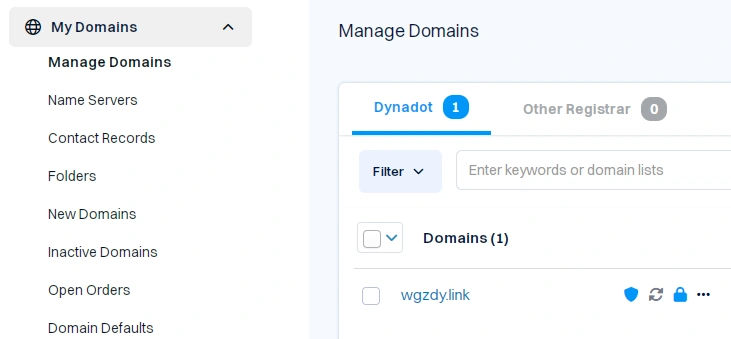 My Domains
Manage Domains
Name Servers
Contact Records
Folders
New Domains
Inactive Domains
Open Orders
Domain Defaults
Manage Domains
Dynadot 1
Other Registrar 0
Filter
Enter keywords or domain lists
Domains (1)
wgzdy.link